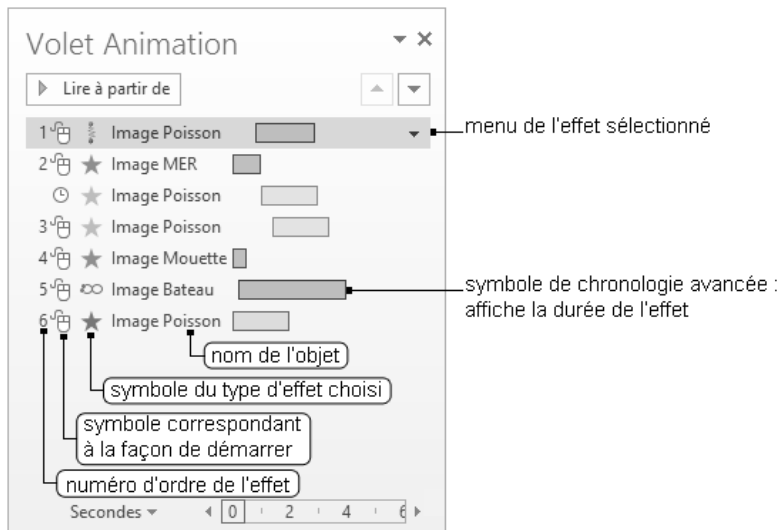 Volet Animation
Lire à partir de
1 Image Poisson
menu de l'effet sélectionné
2 Image MER
Image Poisson
3 Image Poisson
4 Image Mouette
5 Image Bateau
symbole de chronologie avancée :
affiche la durée de l'effet
6 Image Poisson
nom de l'objet
symbole du type d'effet choisi
symbole correspondant
à la façon de démarrer
numéro d'ordre de l'effet
Secondes 0 2 4 6